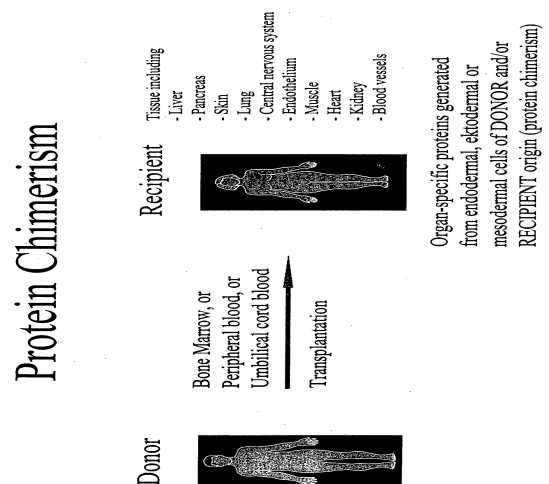 Protein Chimerism
Donor
Bone Marrow, or
Peripheral blood, or
Umbilical cord blood
Transplantation
Recipient
Tissue including
- Liver
- Pancreas
- Skin
- Lung
- Central nervous system
- Endothelium
- Muscle
- Heart
- Kidney
- Blood vessels
Organ-specific proteins generated
from endodermal, ektodermal or
mesodermal cells of DONOR and/or
RECIPIENT origin (protein chimerism)